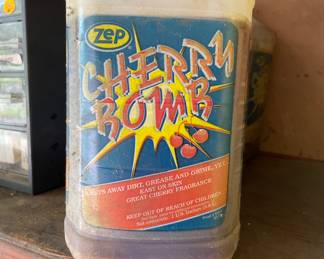 zep
CHERRY
BOMB
CUTS AWAY DIRT, GREASE AND GRIME, YET
EASY ON SKIN
GREAT CHERRY FRAGRANCE
KEEP OUT OF REACH OF CHILDREN